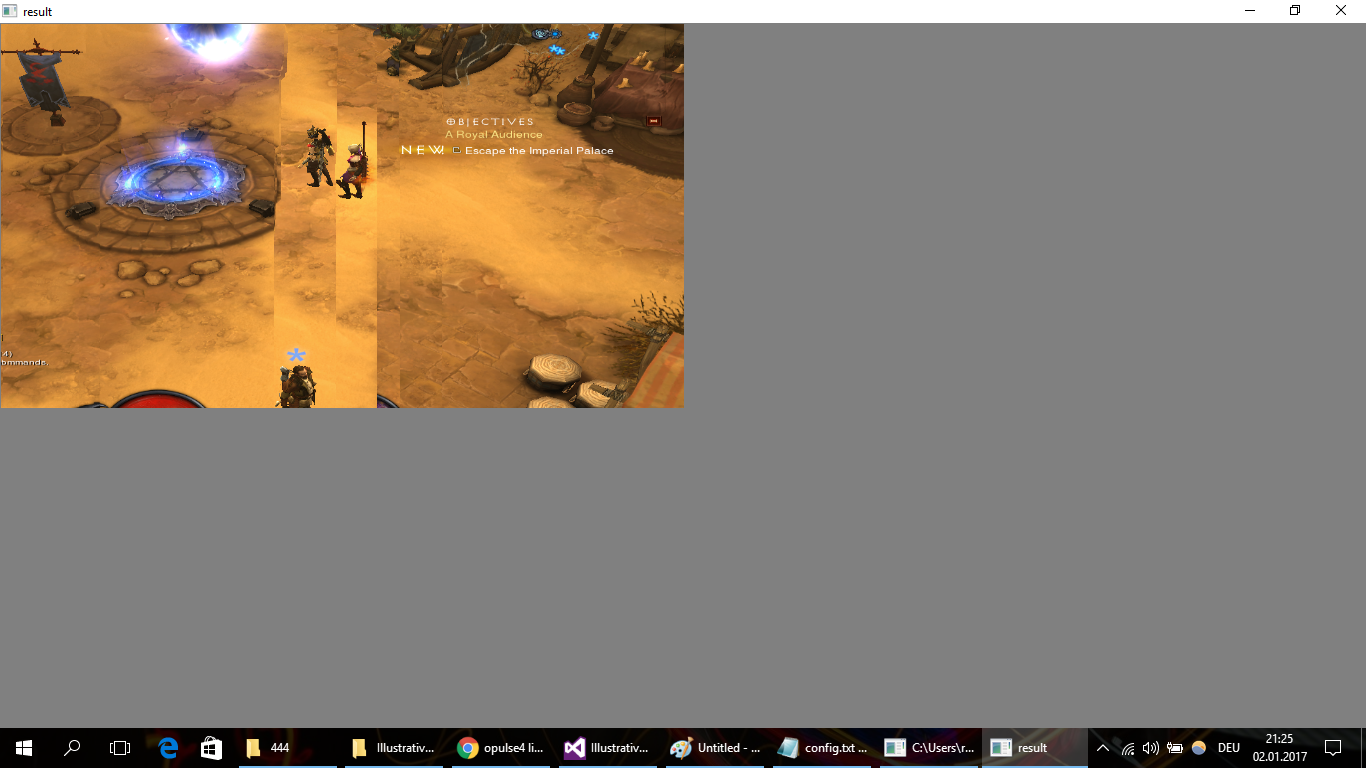 result
OBJECTIVES
A Royal Audience
NEW! Escape the Imperial Palace
ommands.
444
Illustrativ...
opulse4 li...
Illustrativ...
Untitled - ...
config.txt ...
C:\Users\r...
result
DEU
21:25
02.01.2017